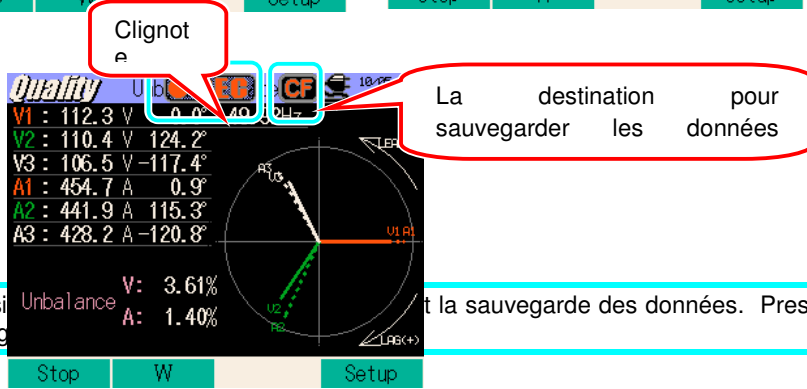 Setup
Stop
Setup
Clignot
e
Quality
CF
La destination pour
sauvegarder les données
V1 : 112.3 V 0.0°
V2 : 110.4 V 124.2°
V3 : 106.5 V -117.4°
A1 : 454.7 A 0.9°
A2 : 441.9 A 115.3°
A3 : 428.2 A -120.8°
A3
V1 A1
V2
A2
LAG(+)
Unbalance V: 3.61%
A: 1.40%
t la sauvegarde des données. Pres
Stop W Setup